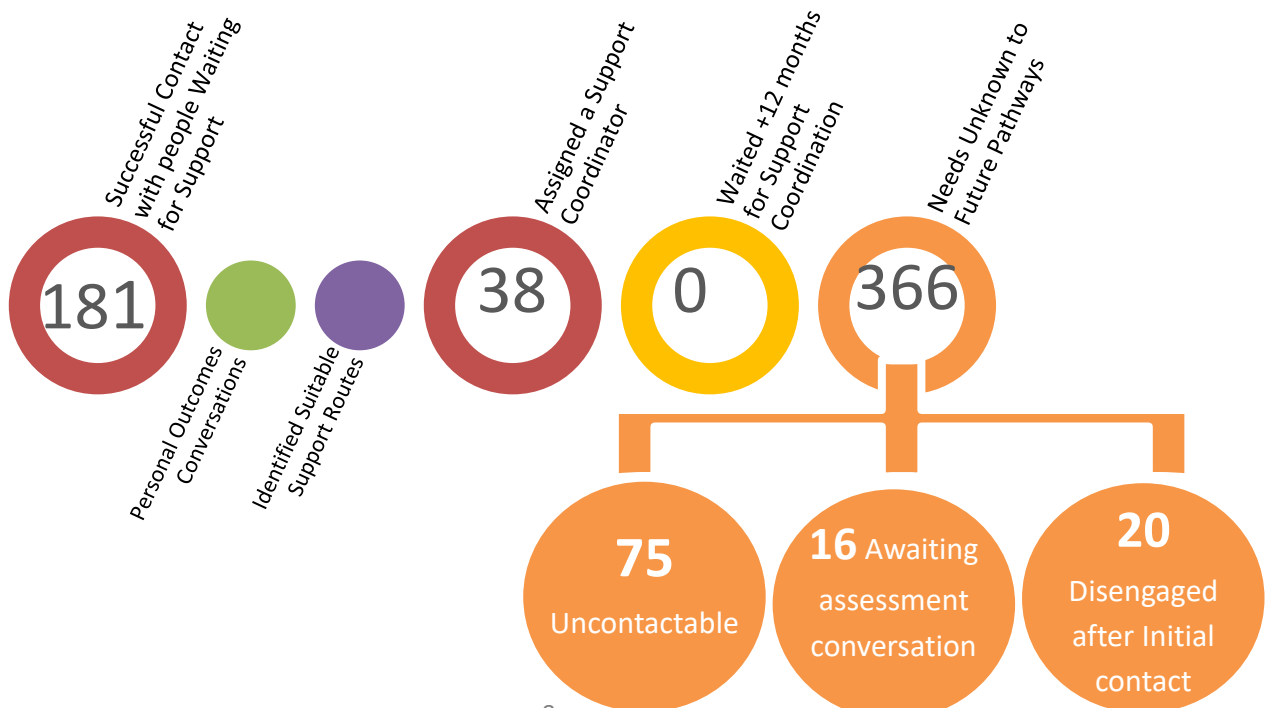 Successful Contact
with people Waiting
for Support
181
Personal Outcomes
Conversations
Identified Suitable
Support Routes
Assigned a Support
Coordinator
38
Waited +12 months
for Support
Coordination
0
Needs Unknown to
Future Pathways
366
75
Uncontactable
16 Awaiting
assessment
conversation
20
Disengaged
after Initial
contact